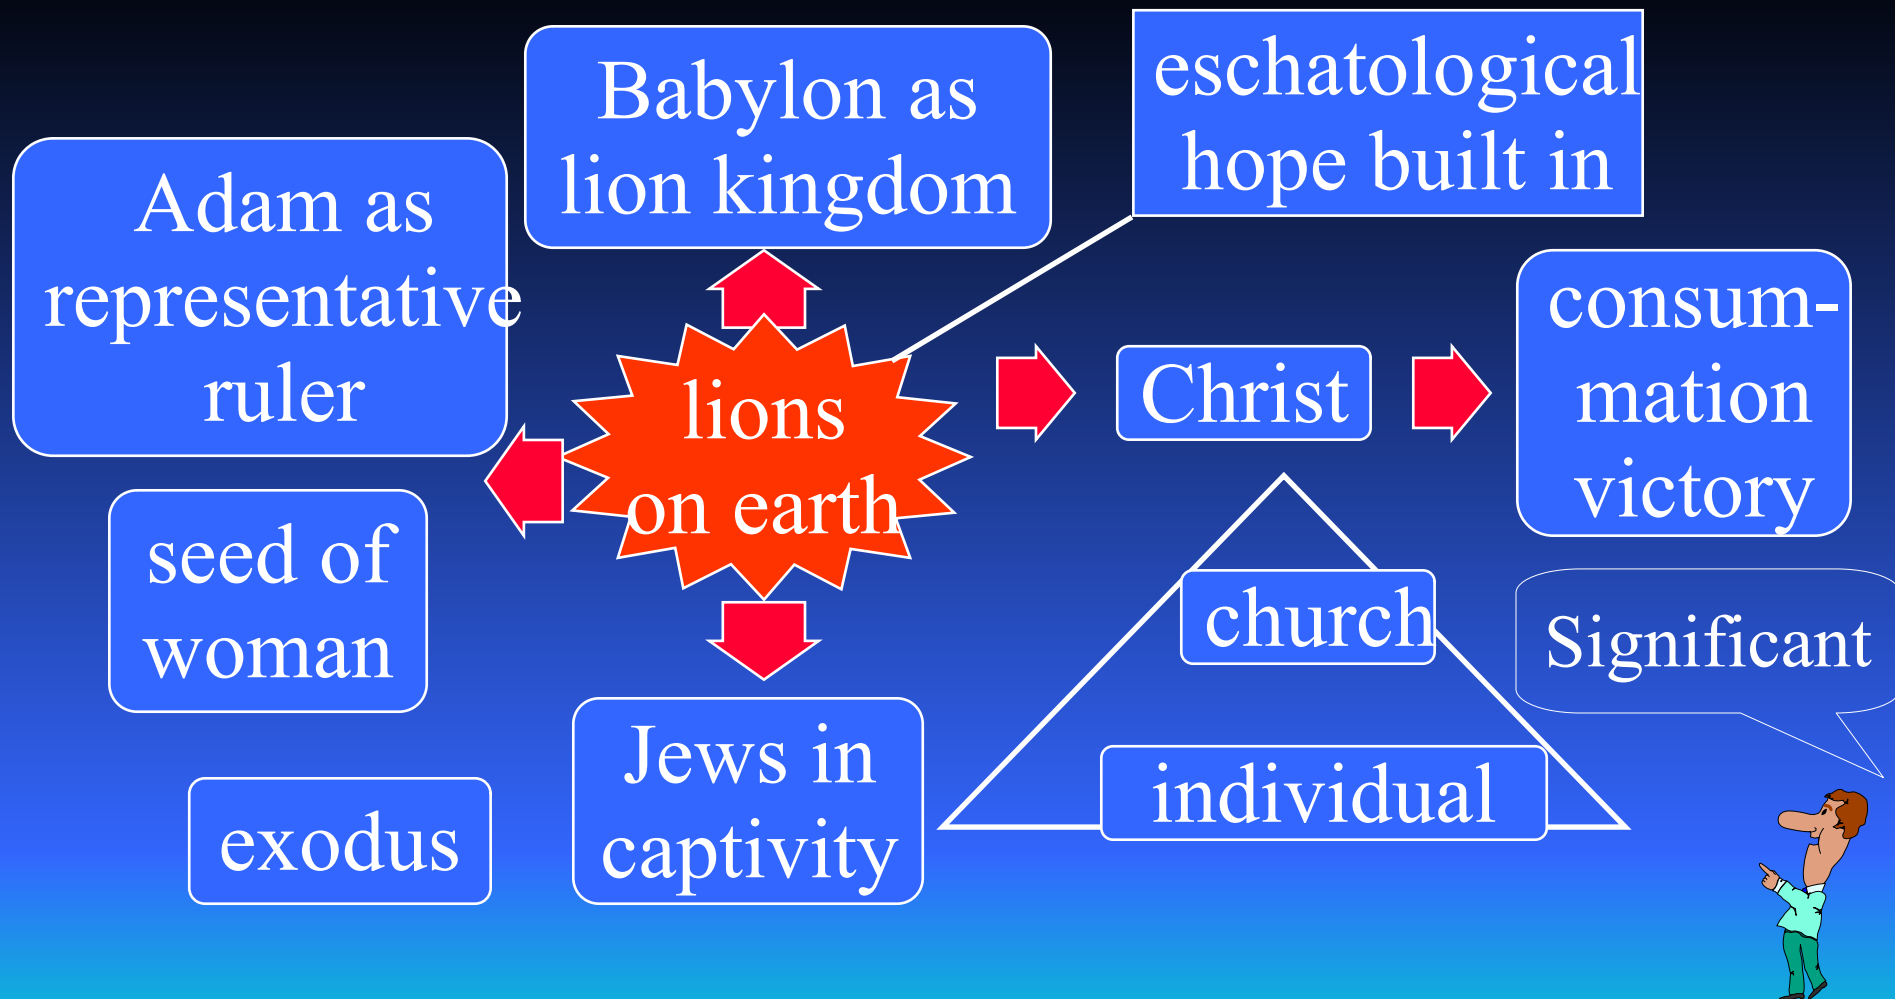 Babylon as
lion kingdom
eschatological
hope built in
Adam as
representative
ruler
lions
on earth
Christ
consum-
mation
victory
seed of
woman
church
Significant
Jews in
captivity
individual
exodus